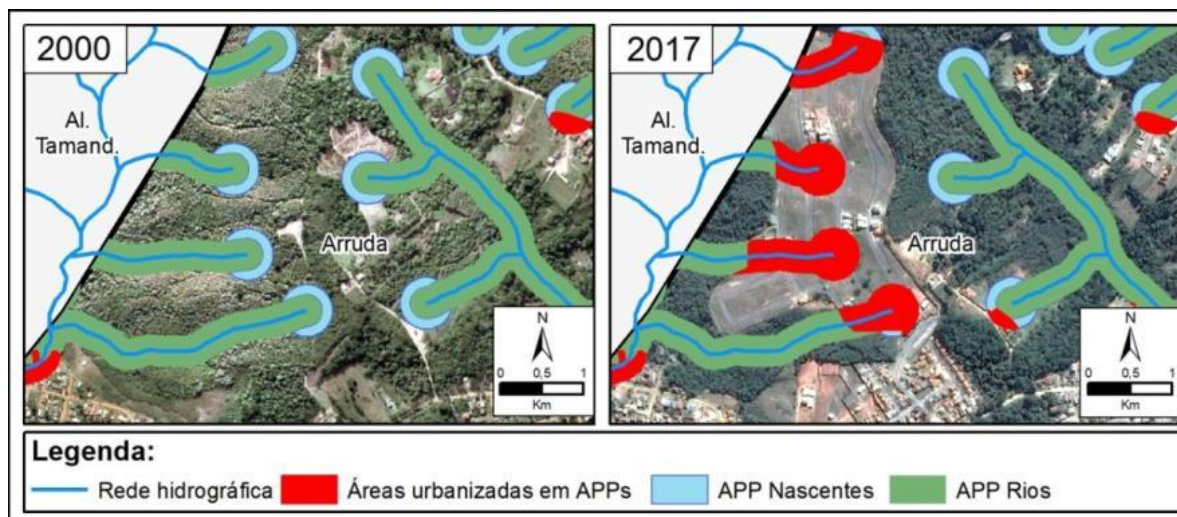 2000
Al.
Tamand.
Arruda
N
0 0,5 1
Km
2017
Al.
Tamand.
Arruda
N
0 0,5 1
Km
Legenda:
Rede hidrográfica
Áreas urbanizadas em APPs
APP Nascentes
APP Rios